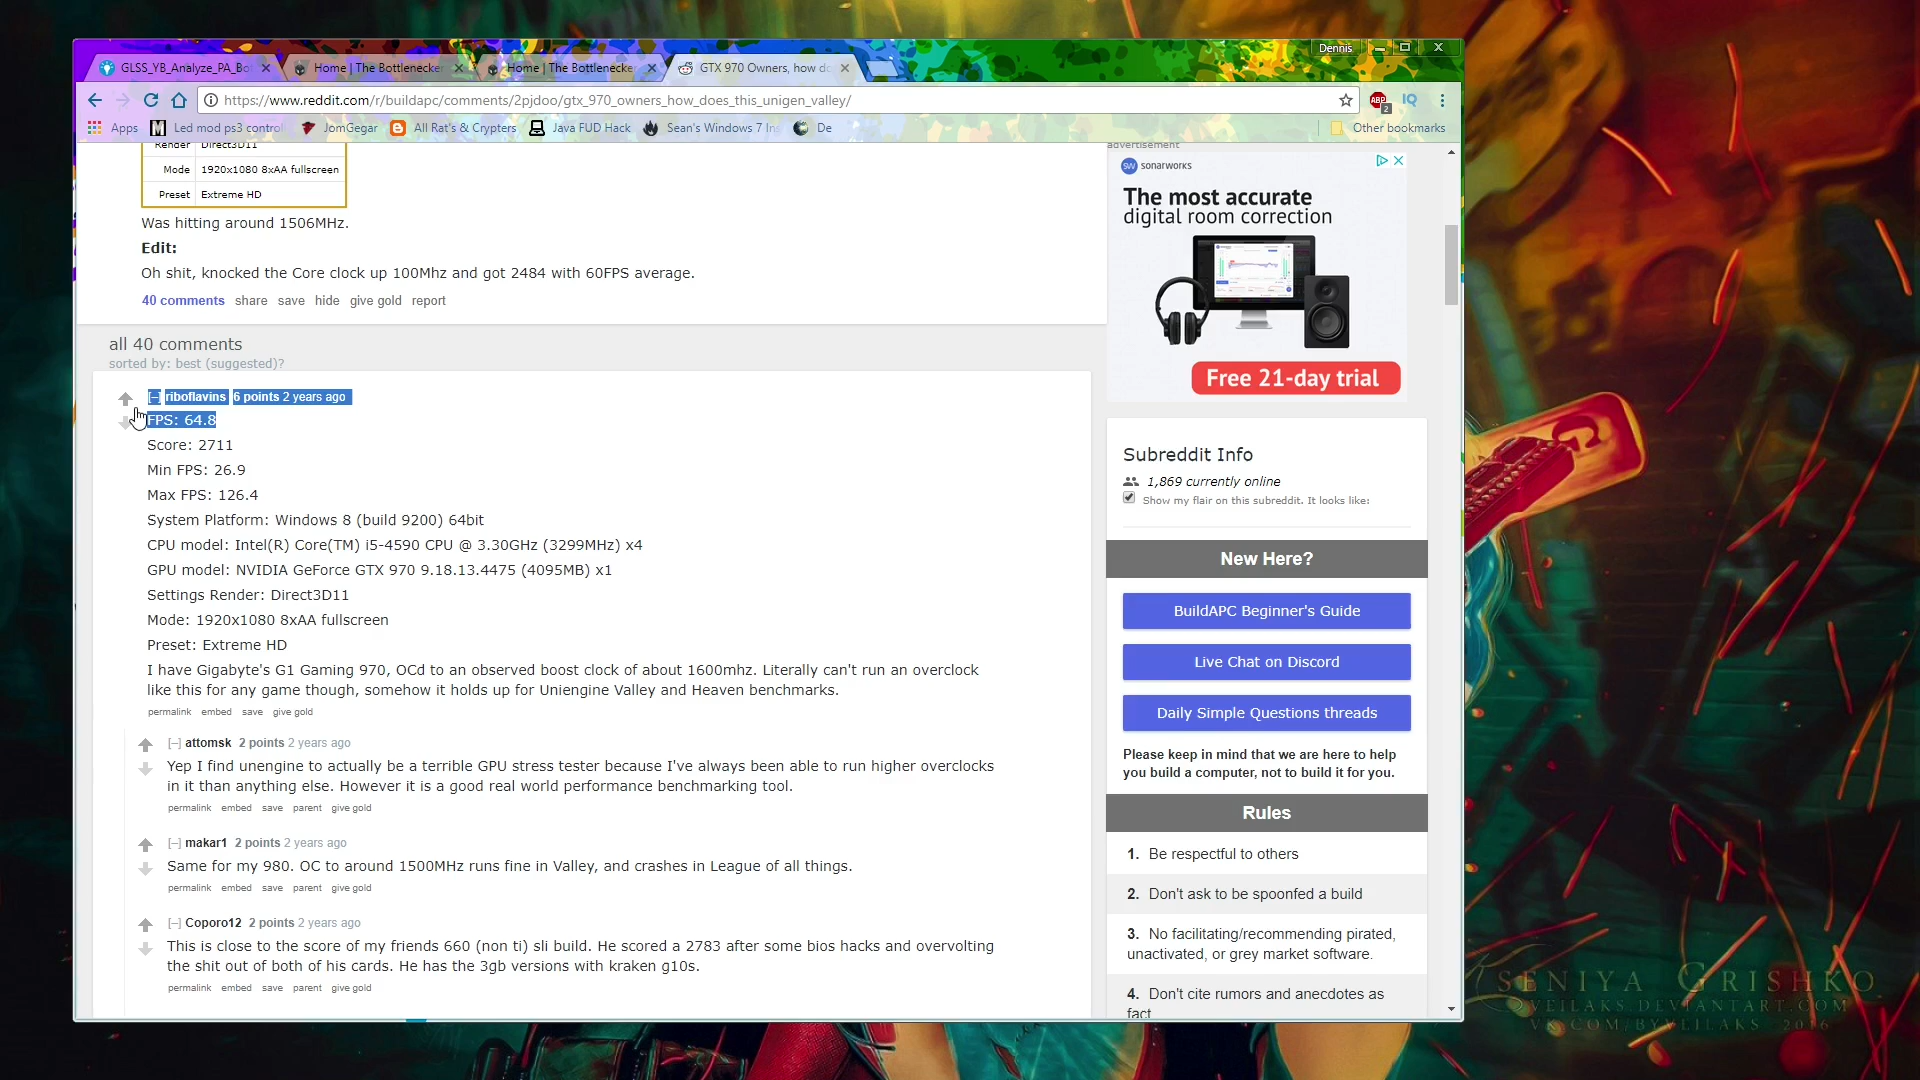 Dennis
GLSS_YB_Analyze_PA_Bo
Home | The Bottlenecker
Home | The Bottlenecker
GTX 970 Owners, how do
https://www.reddit.com/r/buildapc/comments/2pjdoo/gtx_970_owners_how_does_this_unigen_valley/
ABP
2
IQ
Apps
Led mod ps3 control
JomGegar
All Rat's & Crypters
Java FUD Hack
Sean's Windows 7 In
De
Other bookmarks
Render Direct3D11
Mode 1920x1080 8xAA fullscreen
Preset Extreme HD
Was hitting around 1506MHz.
Edit:
Oh shit, knocked the Core clock up 100Mhz and got 2484 with 60FPS average.
40 comments share save hide give gold report
all 40 comments
sorted by: best (suggested)?
[–] riboflavins 6 points 2 years ago
FPS: 64.8
Score: 2711
Min FPS: 26.9
Max FPS: 126.4
System Platform: Windows 8 (build 9200) 64bit
CPU model: Intel(R) Core(TM) i5-4590 CPU @ 3.30GHz (3299MHz) x4
GPU model: NVIDIA GeForce GTX 970 9.18.13.4475 (4095MB) x1
Settings Render: Direct3D11
Mode: 1920x1080 8xAA fullscreen
Preset: Extreme HD
I have Gigabyte's G1 Gaming 970, OCd to an observed boost clock of about 1600mhz. Literally can't run an overclock
like this for any game though, somehow it holds up for Uniengine Valley and Heaven benchmarks.
permalink embed save give gold
[–] attomsk 2 points 2 years ago
Yep I find unengine to actually be a terrible GPU stress tester because I've always been able to run higher overclocks
in it than anything else. However it is a good real world performance benchmarking tool.
permalink embed save parent give gold
[–] makar1 2 points 2 years ago
Same for my 980. OC to around 1500MHz runs fine in Valley, and crashes in League of all things.
permalink embed save parent give gold
[–] Coporo12 2 points 2 years ago
This is close to the score of my friends 660 (non ti) sli build. He scored a 2783 after some bios hacks and overvolting
the shit out of both of his cards. He has the 3gb versions with kraken g10s.
permalink embed save parent give gold
advertisement
SW sonarworks
The most accurate
digital room correction
Free 21-day trial
Subreddit Info
1,869 currently online
Show my flair on this subreddit. It looks like:
New Here?
BuildAPC Beginner's Guide
Live Chat on Discord
Daily Simple Questions threads
Please keep in mind that we are here to help
you build a computer, not to build it for you.
Rules
1. Be respectful to others
2. Don't ask to be spoonfed a build
3. No facilitating/recommending pirated,
unactivated, or grey market software.
4. Don't cite rumors and anecdotes as
fact
KSENIYA GRISHKO
VEILAKS.DEVIANTART.COM
VK.COM/BYVEILAKS 2016